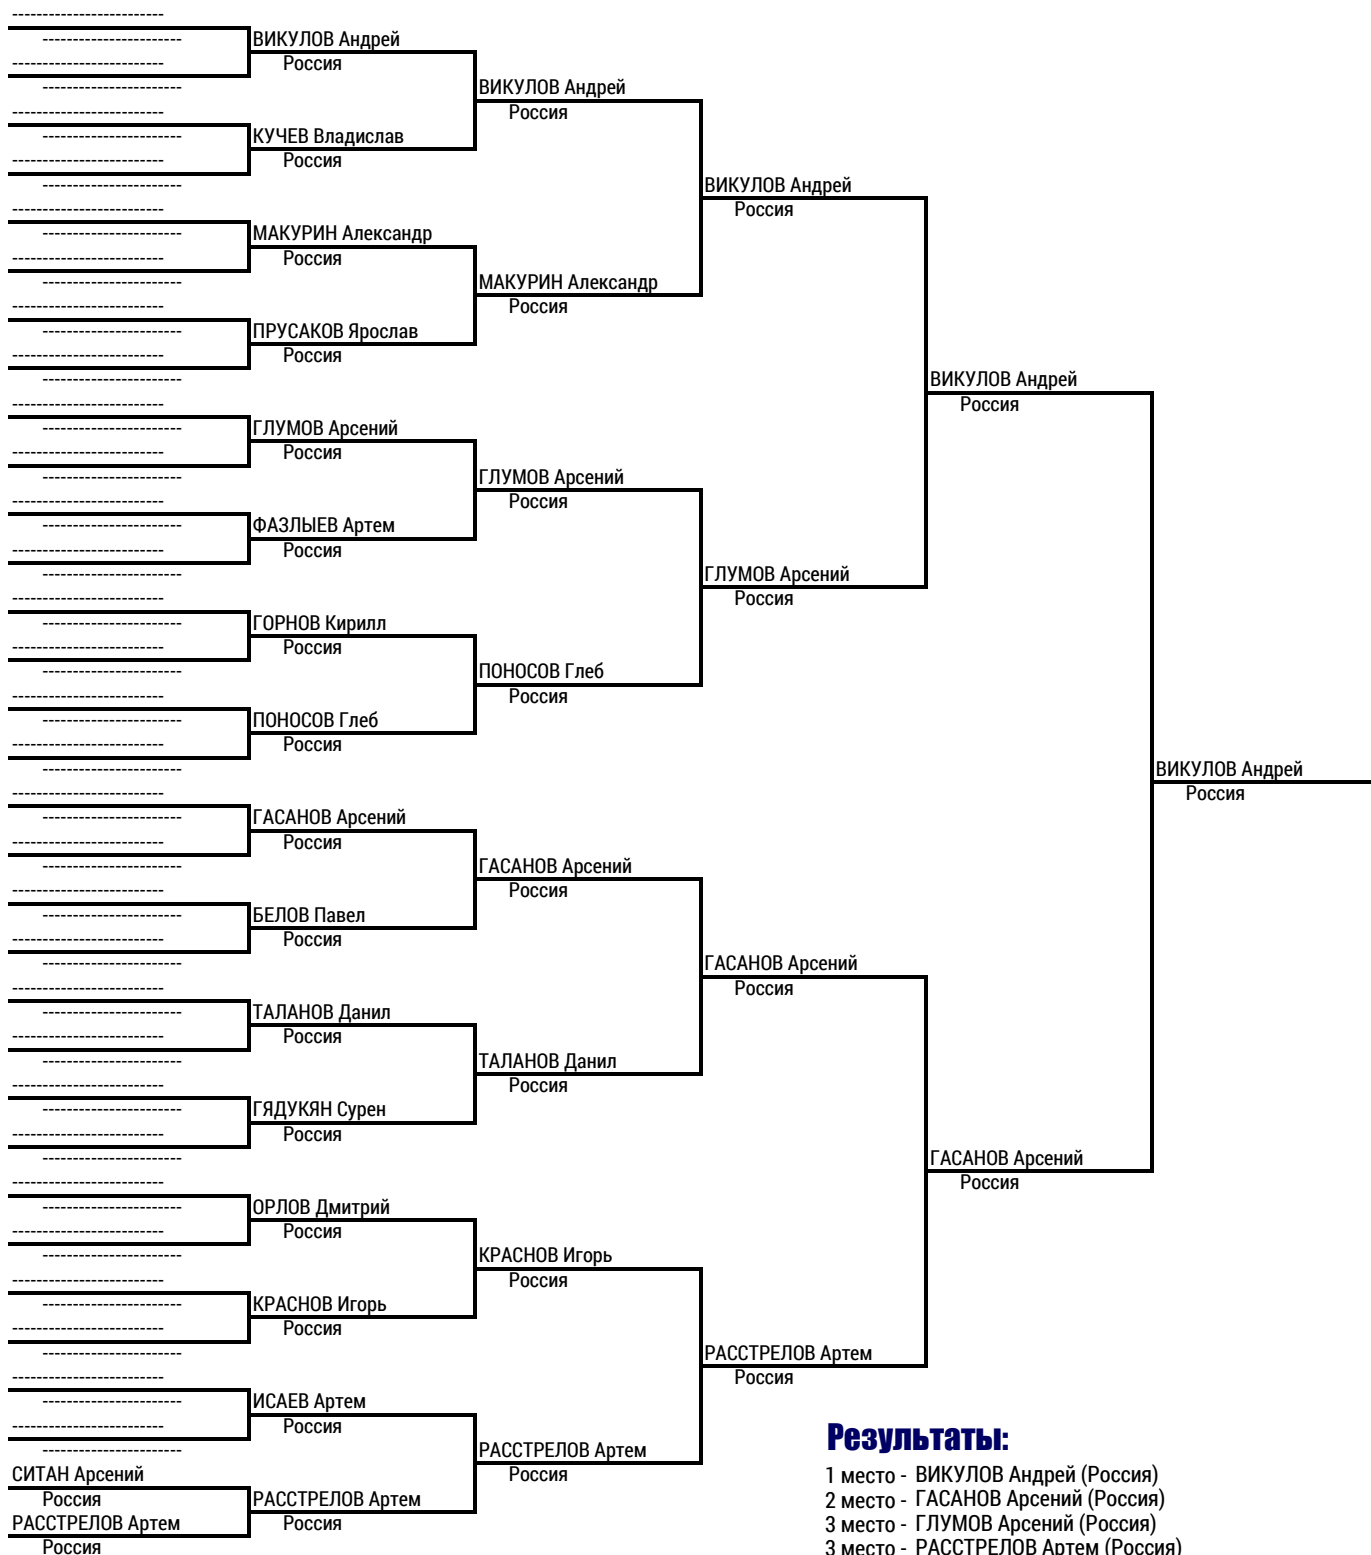 ВИКУЛОВ Андрей
Россия
КУЧЕВ Владислав
Россия
МАКУРИН Александр
Россия
ПРУСАКОВ Ярослав
Россия
ГЛУМОВ Арсений
Россия
ФАЗЛЫЕВ Артем
Россия
ГОРНОВ Кирилл
Россия
ПОНОСОВ Глеб
Россия
ГАСАНОВ Арсений
Россия
БЕЛОВ Павел
Россия
ТАЛАНОВ Данил
Россия
ГЯДУКЯН Сурен
Россия
ОРЛОВ Дмитрий
Россия
КРАСНОВ Игорь
Россия
ИСАЕВ Артем
Россия
СИТАН Арсений
Россия
РАССТРЕЛОВ Артем
Россия
РАССТРЕЛОВ Артем
Россия
ВИКУЛОВ Андрей
Россия
МАКУРИН Александр
Россия
ГЛУМОВ Арсений
Россия
ПОНОСОВ Глеб
Россия
ГАСАНОВ Арсений
Россия
ТАЛАНОВ Данил
Россия
КРАСНОВ Игорь
Россия
РАССТРЕЛОВ Артем
Россия
ВИКУЛОВ Андрей
Россия
ГЛУМОВ Арсений
Россия
ГАСАНОВ Арсений
Россия
РАССТРЕЛОВ Артем
Россия
ВИКУЛОВ Андрей
Россия
ГАСАНОВ Арсений
Россия
ВИКУЛОВ Андрей
Россия
Результаты:
1 место - ВИКУЛОВ Андрей (Россия)
2 место - ГАСАНОВ Арсений (Россия)
3 место - ГЛУМОВ Арсений (Россия)
3 место - РАССТРЕЛОВ Артем (Россия)